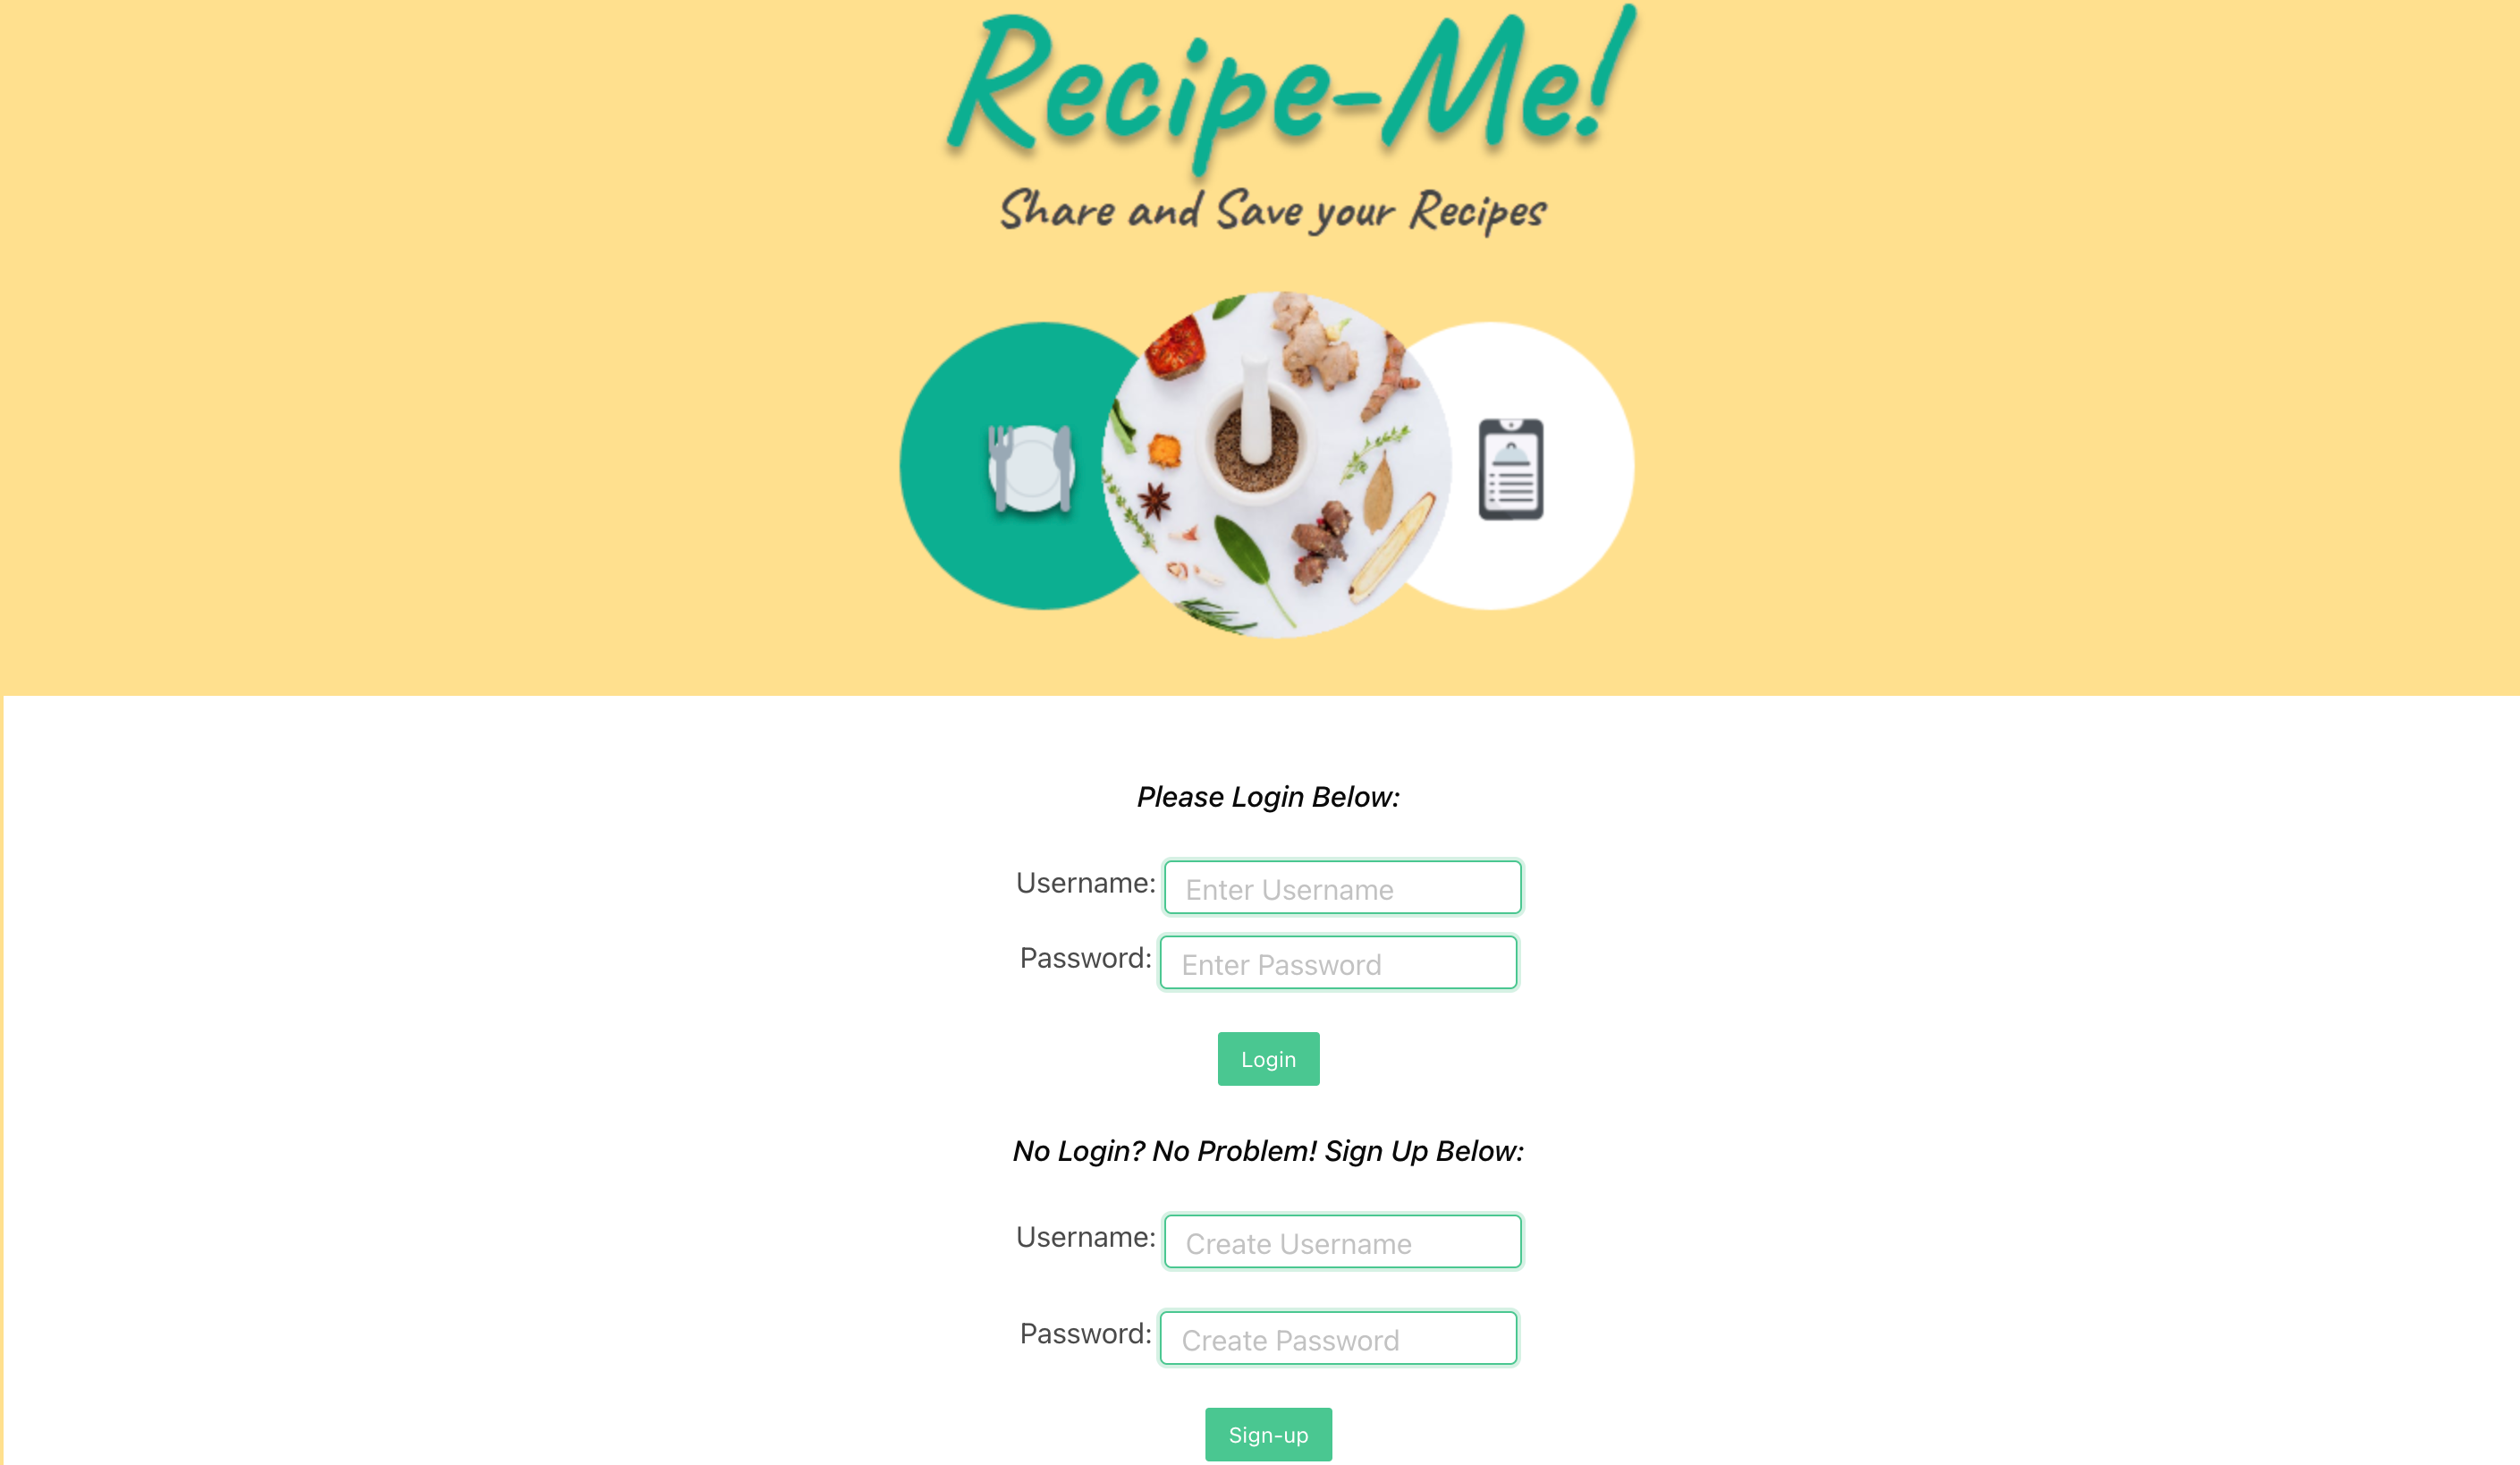 Recipe-Me!
Share and Save your Recipes
Please Login Below:
Username: Enter Username
Password: Enter Password
Login
No Login? No Problem! Sign Up Below:
Username: Create Username
Password: Create Password
Sign-up